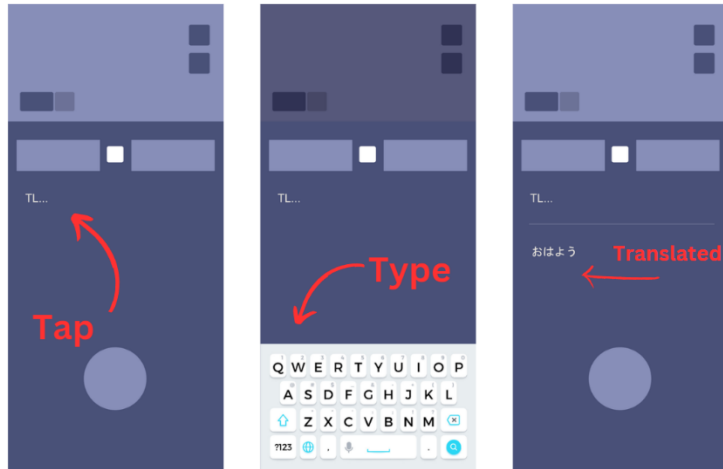 TL...
Tap
TL...
Type
Q W E R T Y U I O P
A S D F G H J K L
Z X C V B N M
?123 , .
TL...
おはよう
Translated